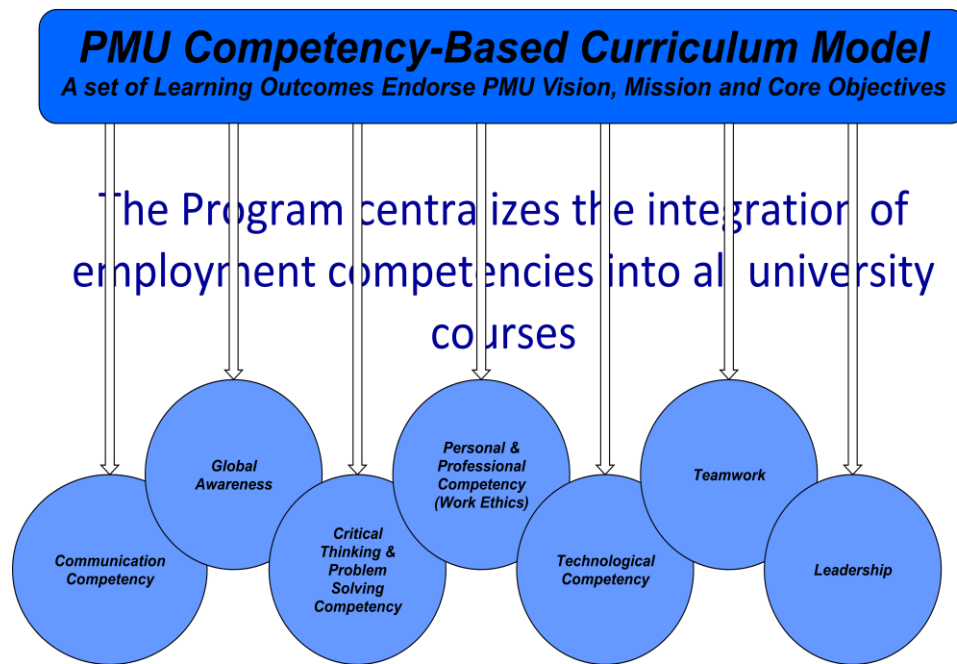 PMU Competency-Based Curriculum Model
A set of Learning Outcomes Endorse PMU Vision, Mission and Core Objectives
The Program centralizes the integration of
employment competencies into all university
courses
Communication
Competency
Global
Awareness
Critical
Thinking &
Problem
Solving
Competency
Personal &
Professional
Competency
(Work Ethics)
Technological
Competency
Teamwork
Leadership